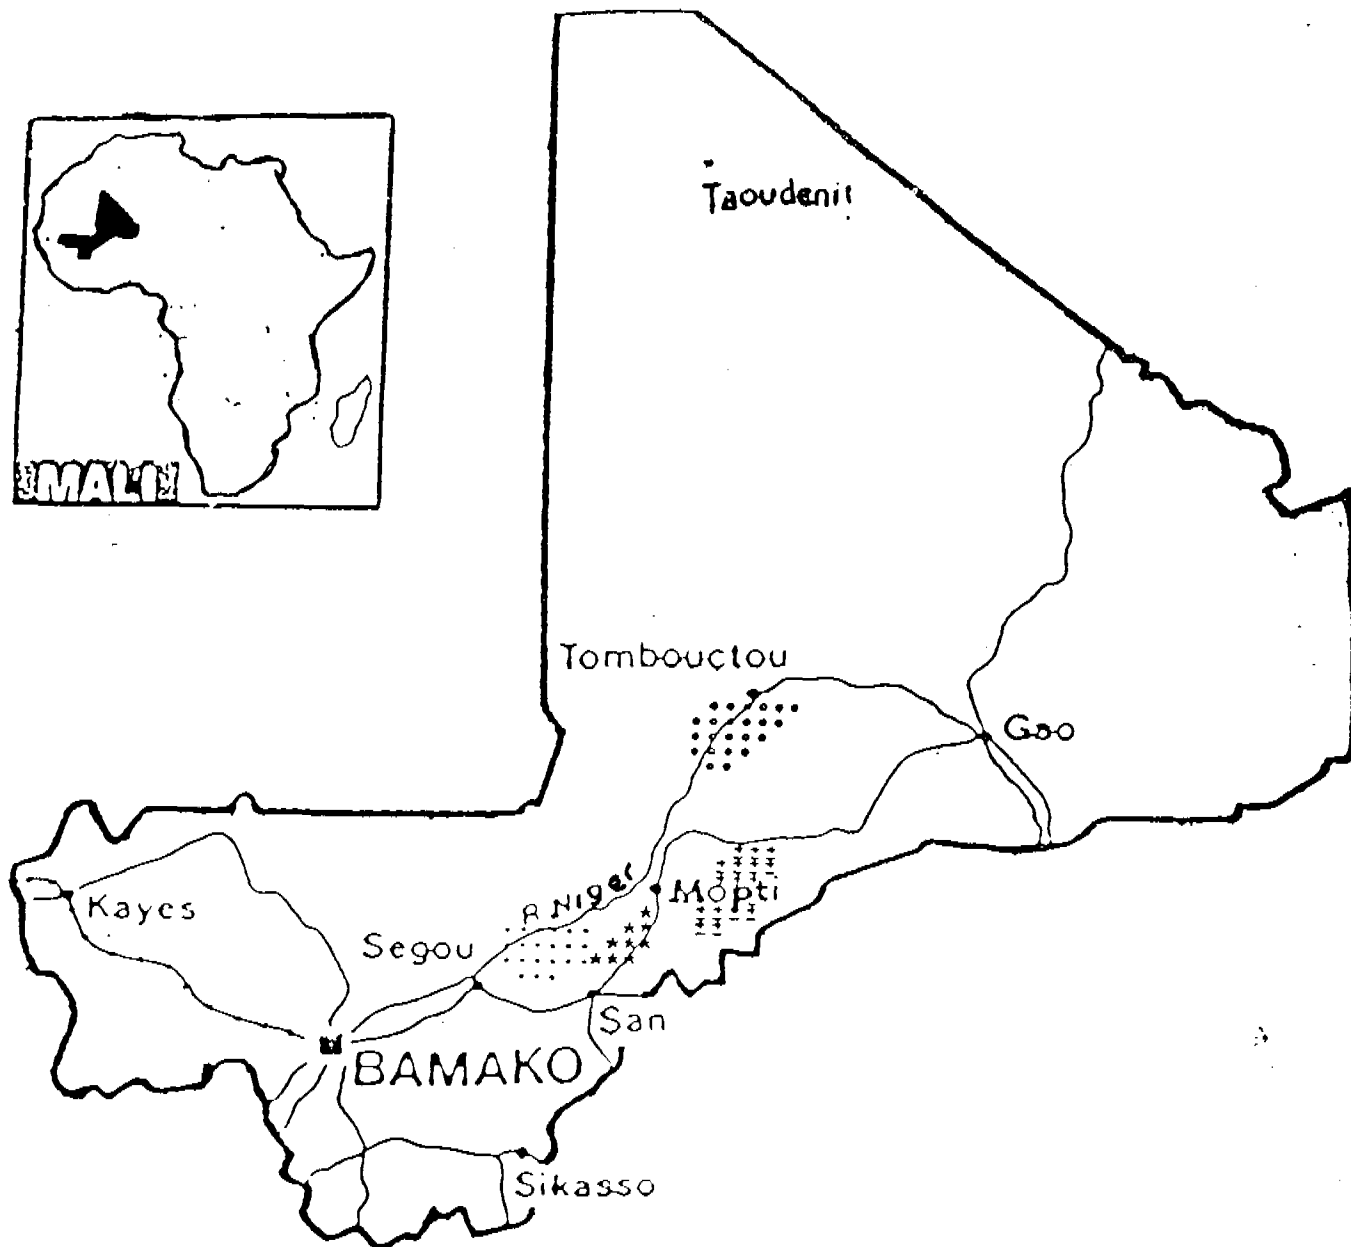 Taoudenit
MALI
Tombouctou
Gao
R Niger
Mopti
Kayes
Segou
San
BAMAKO
Sikasso